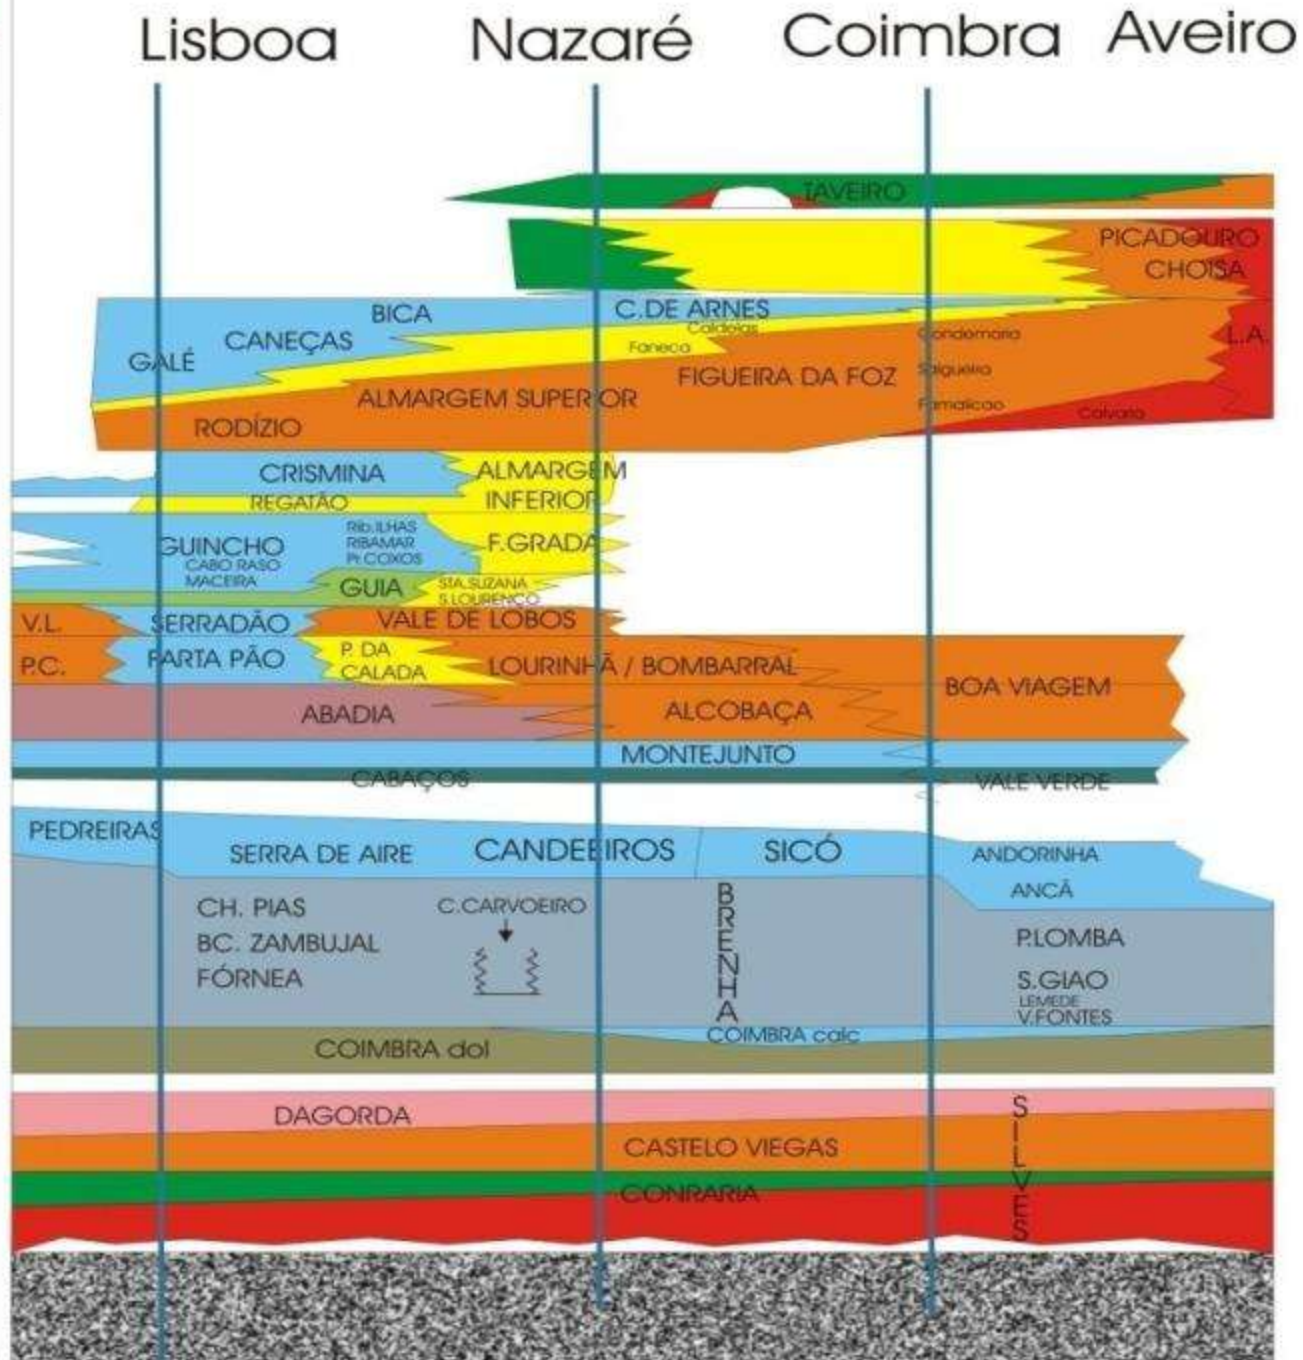 Lisboa Nazaré Coimbra Aveiro
TAVEIRO
PICADOURO
CHOISA
BICA
C.DE ARNES
CANEÇAS
Caldeias
GALÉ
Faneca
Condemaria
L.A.
FIGUEIRA DA FOZ
Salgueira
ALMARGEM SUPERIOR
Famalicao
Calvaria
RODÍZIO
CRISMINA
ALMARGEM
INFERIOR
REGATÃO
Rib.ILHAS
RIBAMAR
Pt.COXOS
GUINCHO
CABO RASO
MACEIRA
F.GRADA
GUIA
STA.SUZANA
S.LOURENÇO
V.L.
SERRADÃO
VALE DE LOBOS
P.C.
FARTA PÃO
P. DA
CALADA
LOURINHÃ / BOMBARRAL
BOA VIAGEM
ABADIA
ALCOBAÇA
MONTEJUNTO
CABAÇOS
VALE VERDE
PEDREIRAS
SERRA DE AIRE
CANDEEIROS
SICÓ
ANDORINHA
ANCÃ
CH. PIAS
BC. ZAMBUJAL
FÓRNEA
C.CARVOEIRO
BRENHA
P.LOMBA
S.GIAO
LEMEDE
V.FONTES
COIMBRA calc
COIMBRA dol
DAGORDA
SILVES
CASTELO VIEGAS
CONRARIA